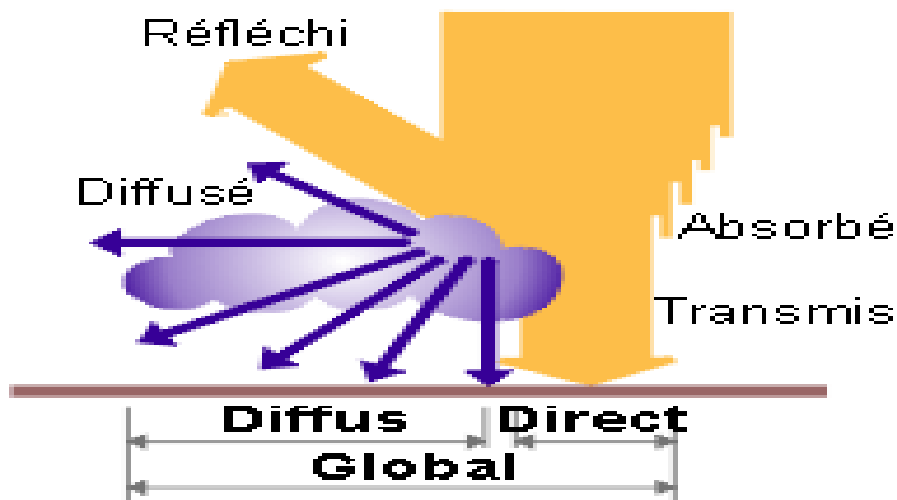 Réfléchi
Diffusé
Absorbé
Transmis
Diffus Direct
Global